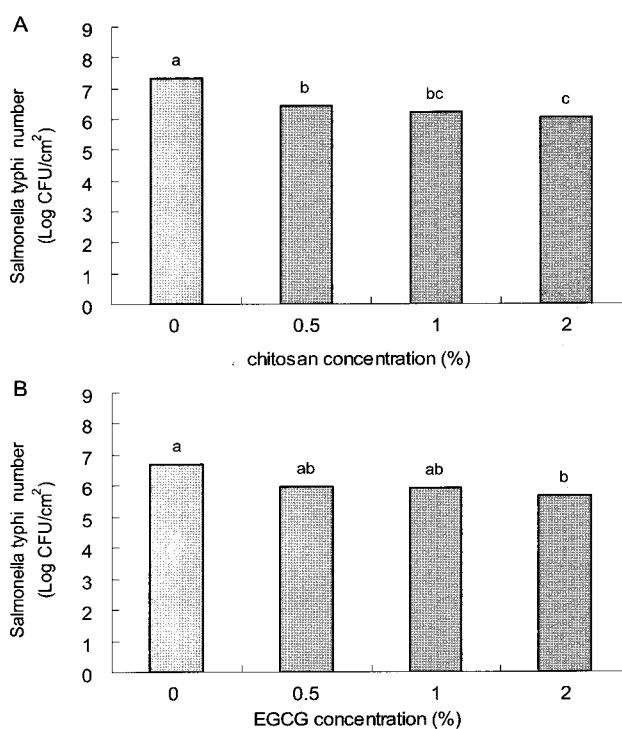 A
9
8
7
6
5
4
3
2
1
0
Salmonella typhi number
(Log CFU/cm²)
a
b
bc
c
0 0.5 1 2
chitosan concentration (%)
B
9
8
7
6
5
4
3
2
1
0
Salmonella typhi number
(Log CFU/cm²)
a
ab
ab
b
0 0.5 1 2
EGCG concentration (%)